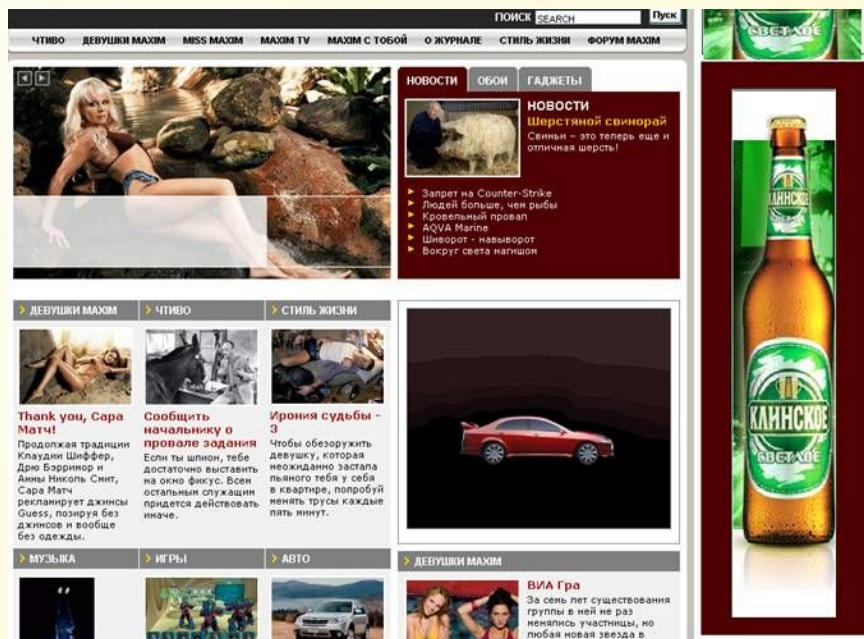 ПОИСК SEARCH Пуск
ЧТИВО ДЕВУШКИ MAXIM MISS MAXIM MAXIM TV MAXIM С ТОБОЙ О ЖУРНАЛЕ СТИЛЬ ЖИЗНИ ФОРУМ MAXIM
СВЕТЛОЕ
НОВОСТИ ОБОИ ГАДЖЕТЫ
НОВОСТИ
Шерстяной свинорай
Свиньи – это теперь еще и
отличная шерсть!
Запрет на Counter-Strike
Людей больше, чем рыбы
Кровельный провал
AQVA Marine
Шиворот - навыворот
Вокруг света нагишом
КЛИНСКОЕ
СВЕТЛОЕ
КЛИНСКОЕ
СВЕТЛОЕ
ДЕВУШКИ MAXIM
Thank you, Сара
Матч!
Продолжая традиции
Клаудии Шиффер,
Дрю Бэрринор и
Анны Николь Смит,
Сара Матч
рекламирует джинсы
Guess, позируя без
джинсов и вообще
без одежды.
ЧТИВО
Сообщить
начальнику о
провале задания
Если ты шпион, тебе
достаточно выставить
на окно фикус. Всем
остальным служащим
придется действовать
иначе.
СТИЛЬ ЖИЗНИ
Ирония судьбы -
3
Чтобы обезоружить
девушку, которая
неожиданно застала
пьяного тебя у себя
в квартире, попробуй
менять трусы каждые
пять минут.
МУЗЫКА
ИГРЫ
АВТО
ДЕВУШКИ MAXIM
ВИА Гра
За семь лет существования
группы в ней не раз
менялись участницы, но
любая новая звезда в